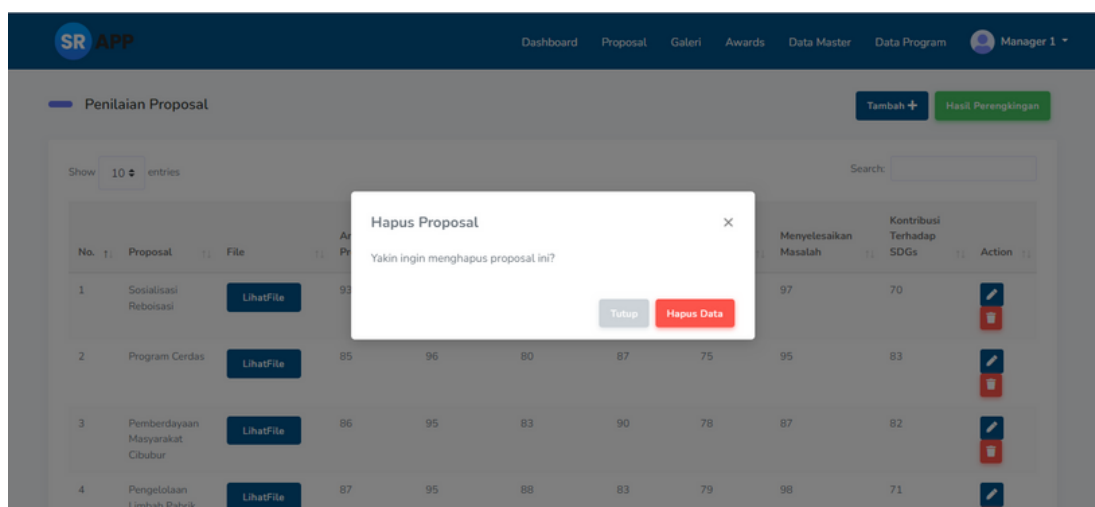 SR APP
Dashboard Proposal Galeri Awards Data Master Data Program Manager 1
Penilaian Proposal
Tambah + Hasil Perengkingan
Show 10 entries
Search:
Hapus Proposal ×
Yakin ingin menghapus proposal ini?
Tutup Hapus Data
No. Proposal File Menyelesaikan Masalah Kontribusi Terhadap SDGs Action
1 Sosialisasi Reboisasi LihatFile 93 97 70
2 Program Cerdas LihatFile 85 96 80 87 75 95 83
3 Pemberdayaan Masyarakat Cibubur LihatFile 86 95 83 90 78 87 82
4 Pengelolaan Limbah Pabrik LihatFile 87 95 88 83 79 98 71